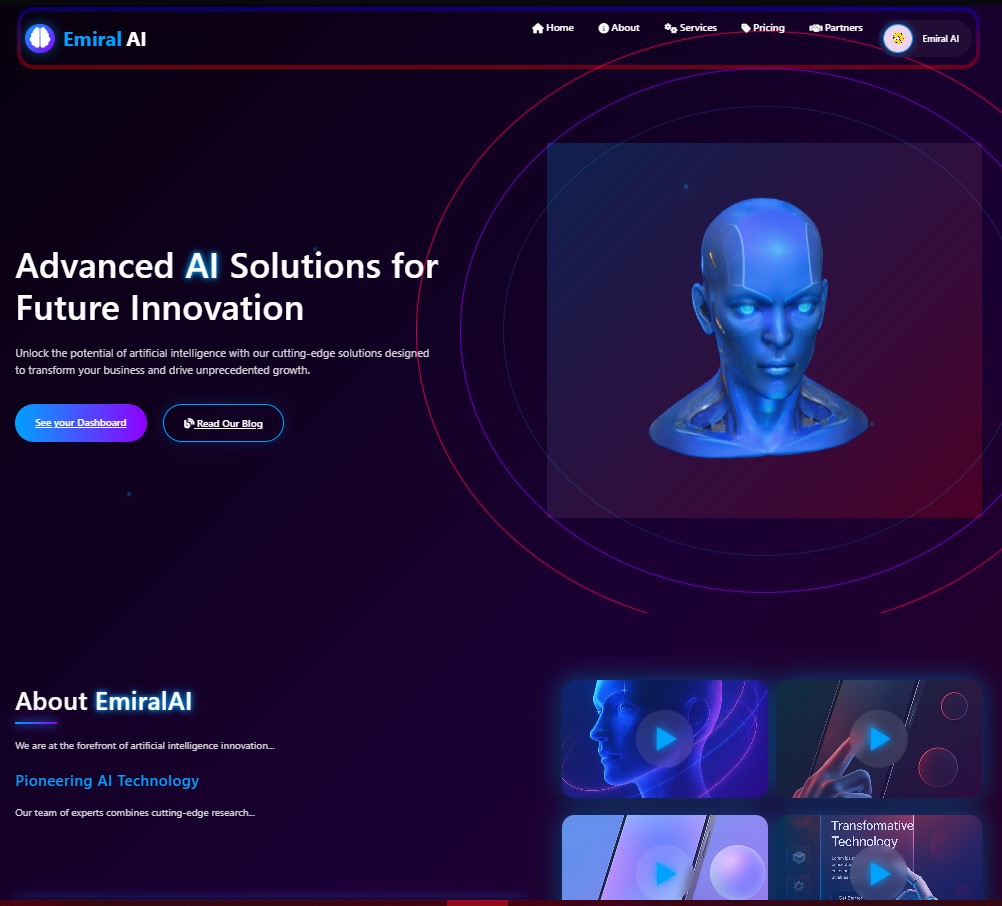 Emiral AI
Home
About
Services
Pricing
Partners
Emiral AI
Advanced AI Solutions for
Future Innovation
Unlock the potential of artificial intelligence with our cutting-edge solutions designed
to transform your business and drive unprecedented growth.
See your Dashboard
Read Our Blog
About EmiralAI
We are at the forefront of artificial intelligence innovation...
Pioneering AI Technology
Our team of experts combines cutting-edge research...
Transformative
Technology
Get Started